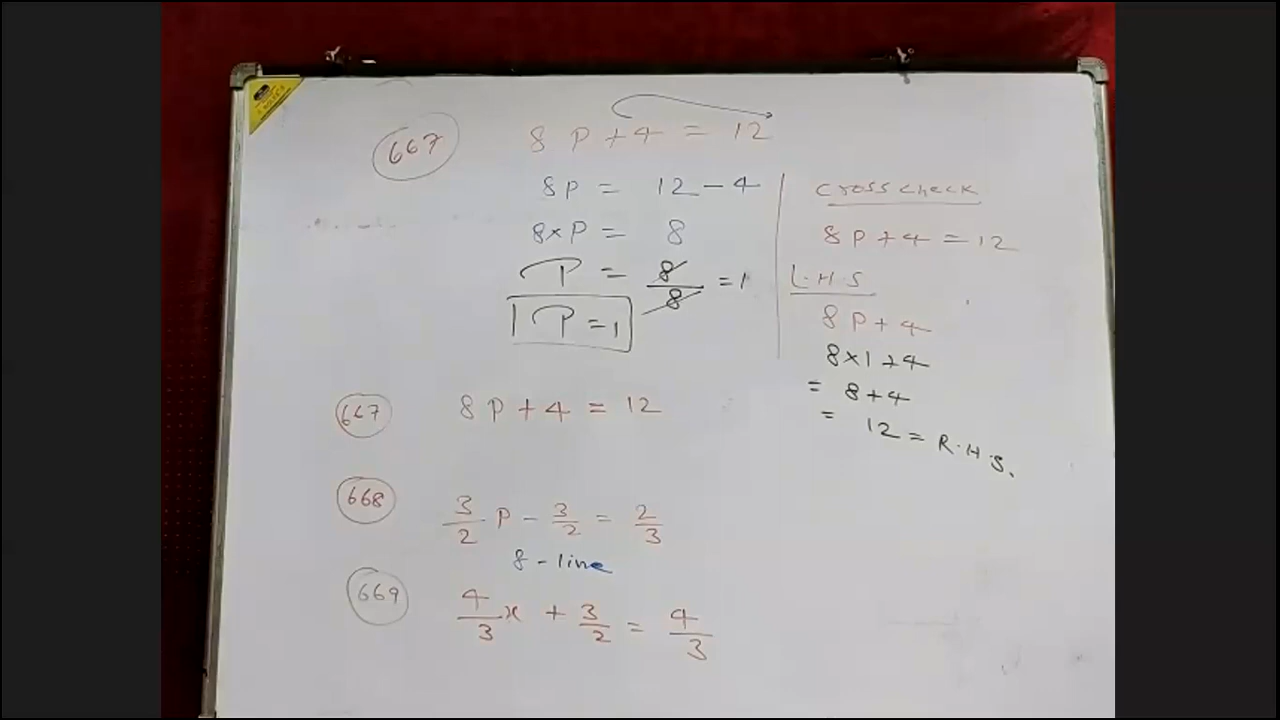 667
8P+4 = 12
8P = 12-4
8×P = 8
P = 8/8 = 1
P=1
cross check
8P+4=12
L.H.S
8P+4
8×1+4
= 8+4
= 12 = R.H.S.
667 8P+4 = 12
668 3/2 P - 3/2 = 2/3
8-line
669 4/3 x + 3/2 = 4/3